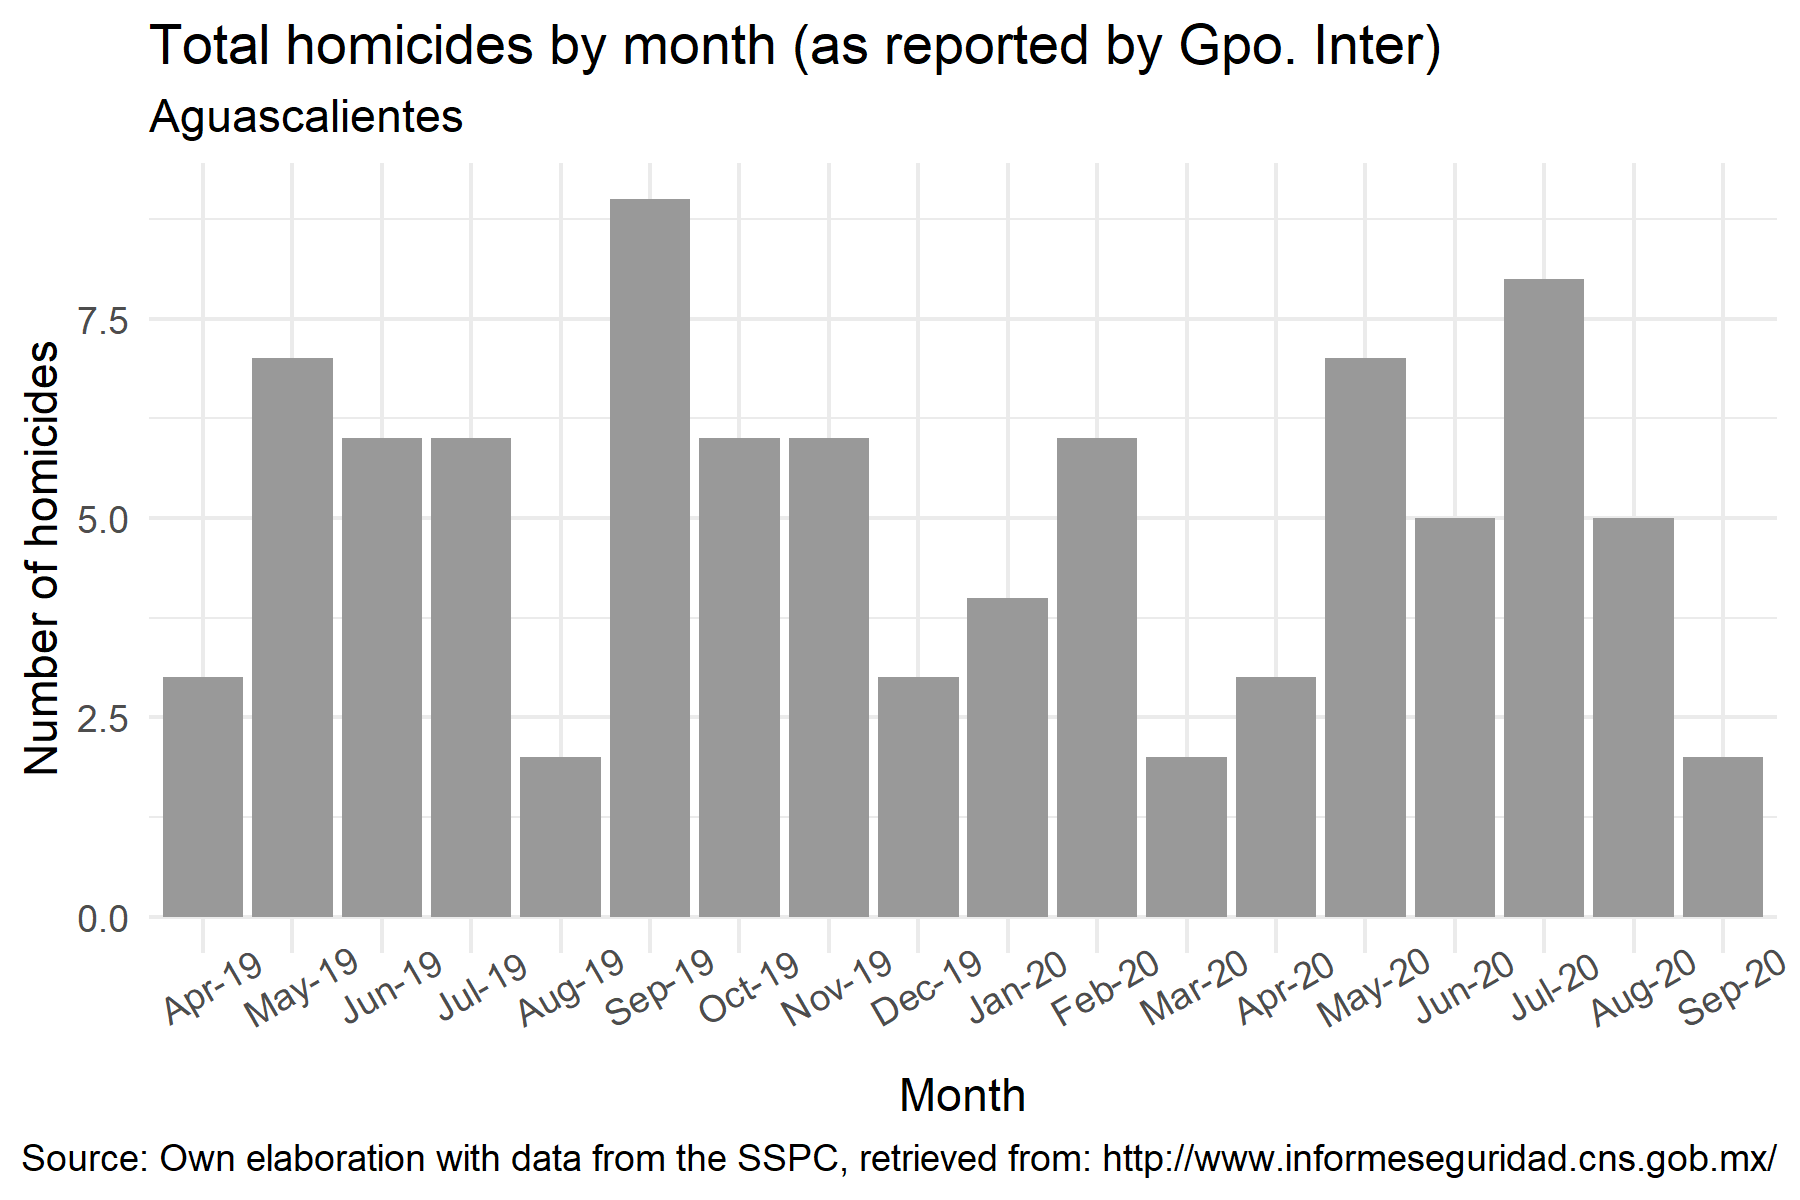 Total homicides by month (as reported by Gpo. Inter)
Aguascalientes
Number of homicides
7.5
5.0
2.5
0.0
Apr-19
May-19
Jun-19
Jul-19
Aug-19
Sep-19
Oct-19
Nov-19
Dec-19
Jan-20
Feb-20
Mar-20
Apr-20
May-20
Jun-20
Jul-20
Aug-20
Sep-20
Month
Source: Own elaboration with data from the SSPC, retrieved from: http://www.informeseguridad.cns.gob.mx/